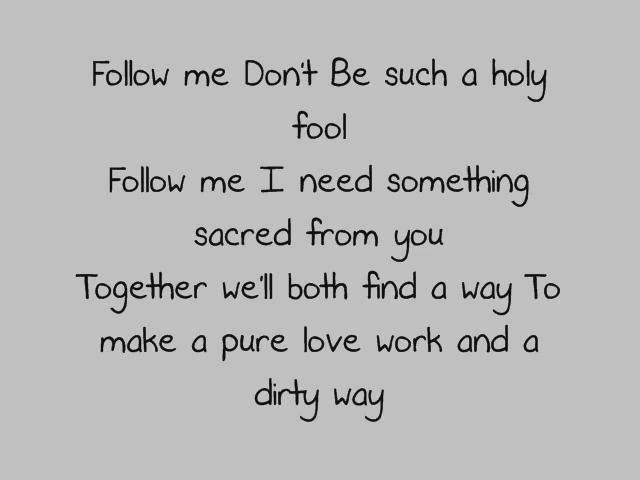 Follow me Don't Be such a holy
fool
Follow me I need something
sacred from you
Together we'll both find a way To
make a pure love work and a
dirty way